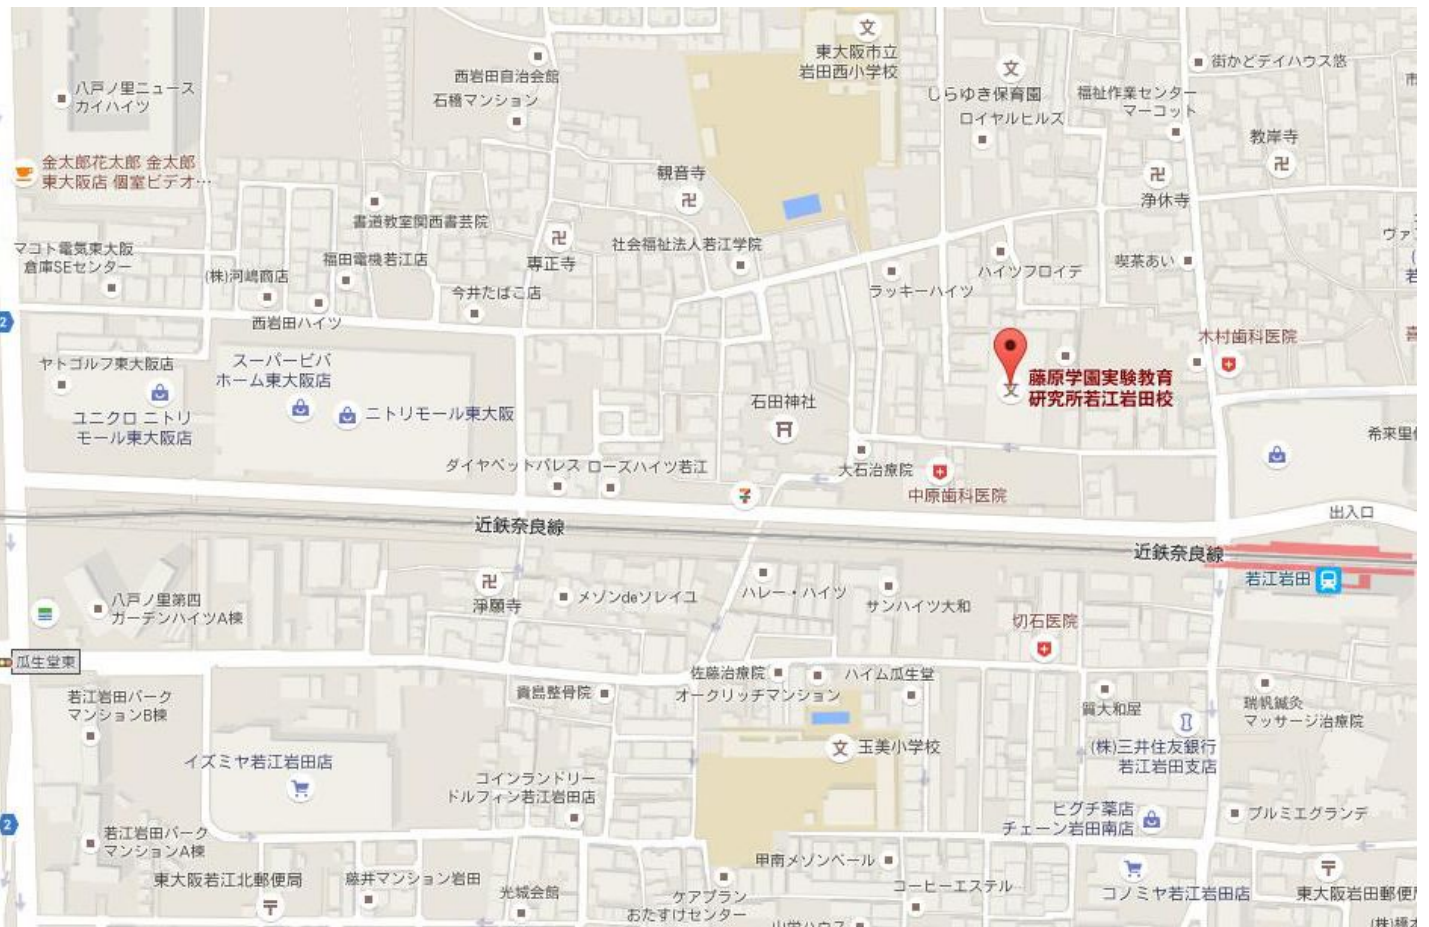 東大阪市立
岩田西小学校
西岩田自治会館
石橋マンション
しらゆき保育園
ロイヤルヒルズ
福祉作業センター
マーコット
街かどデイハウス悠
八戸ノ里ニュース
カイハイツ
教岸寺
金太郎花太郎 金太郎
東大阪店 個室ビデオ…
観音寺
浄休寺
書道教室関西書芸院
マコト電気東大阪
倉庫SEセンター
(株)河嶋商店
福田電機若江店
専正寺
社会福祉法人若江学院
ハイツフロイデ
喫茶あい
ラッキーハイツ
今井たばこ店
西岩田ハイツ
2
木村歯科医院
ヤトゴルフ東大阪店
スーパービバ
ホーム東大阪店
ユニクロ ニトリ
モール東大阪店
ニトリモール東大阪
石田神社
藤原学園実験教育
研究所若江岩田校
ダイヤペットパレス
ローズハイツ若江
大石治療院
中原歯科医院
希来里
出入口
近鉄奈良線
近鉄奈良線
若江岩田
八戸ノ里第四
ガーデンハイツA棟
淨願寺
メゾンdeソレイユ
ハレー・ハイツ
サンハイツ大和
切石医院
瓜生堂東
佐藤治療院
ハイム瓜生堂
オークリッチマンション
貴島整骨院
若江岩田パーク
マンションB棟
質大和屋
瑞帆鍼灸
マッサージ治療院
玉美小学校
(株)三井住友銀行
若江岩田支店
イズミヤ若江岩田店
コインランドリー
ドルフィン若江岩田店
ヒグチ薬店
チェーン岩田南店
プルミエグランデ
2
若江岩田パーク
マンションA棟
甲南メゾンベール
東大阪若江北郵便局
藤井マンション岩田
光城会館
ケアプラン
おたすけセンター
コーヒーエステル
コノミヤ若江岩田店
東大阪岩田郵便局